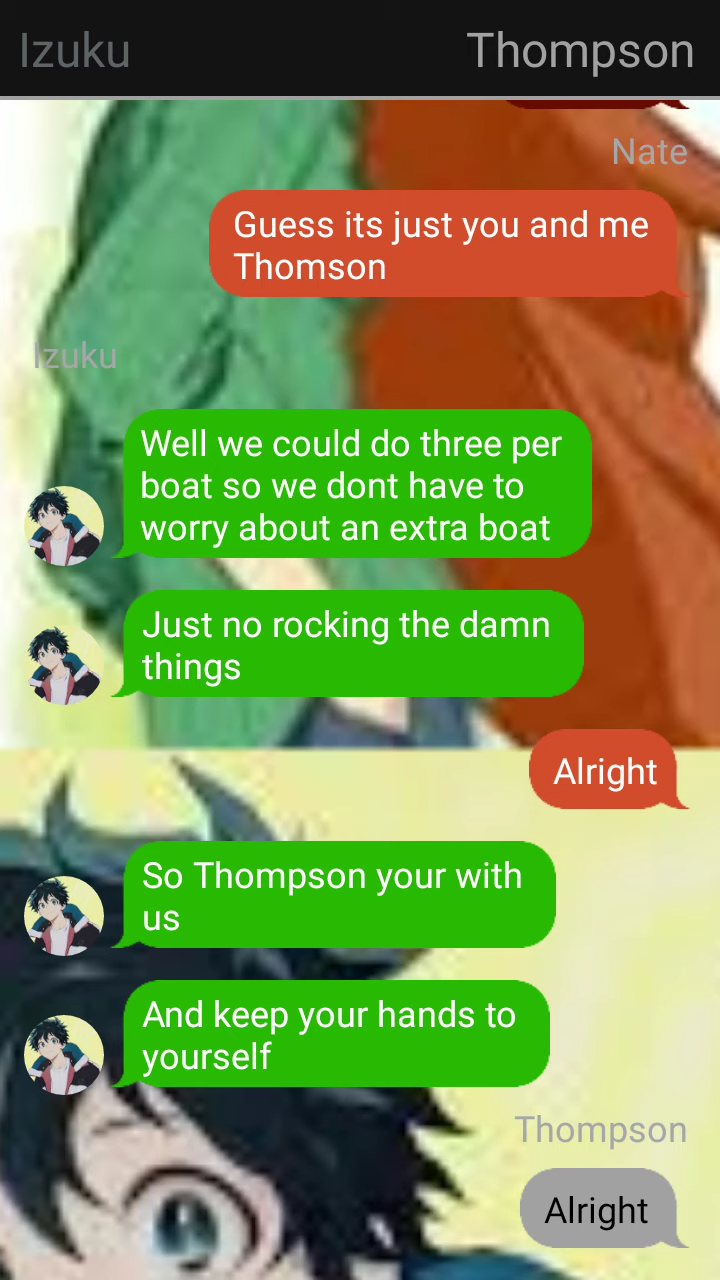 Izuku
Thompson
Nate
Guess its just you and me
Thomson
Izuku
Well we could do three per
boat so we dont have to
worry about an extra boat
Just no rocking the damn
things
Alright
So Thompson your with
us
And keep your hands to
yourself
Thompson
Alright